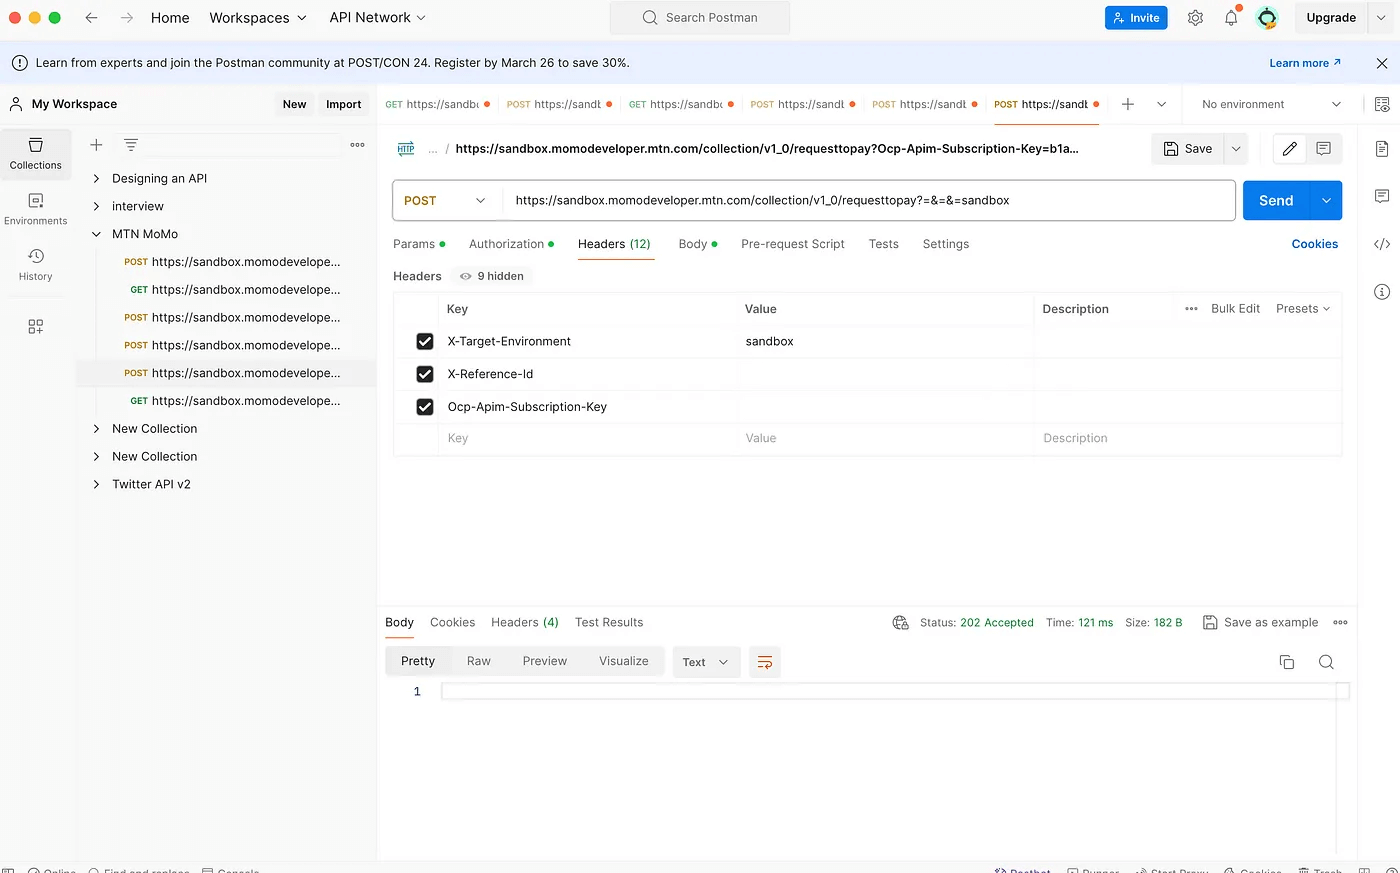 Home Workspaces API Network Search Postman Invite Upgrade
Learn from experts and join the Postman community at POST/CON 24. Register by March 26 to save 30%. Learn more ↗
My Workspace New Import GET https://sandb POST https://sandb GET https://sandb POST https://sandb POST https://sandb POST https://sandb No environment
Collections
Environments
History
Designing an API
interview
MTN MoMo
POST https://sandbox.momodevelope...
GET https://sandbox.momodevelope...
POST https://sandbox.momodevelope...
POST https://sandbox.momodevelope...
POST https://sandbox.momodevelope...
GET https://sandbox.momodevelope...
New Collection
New Collection
Twitter API v2
HTTP ... / https://sandbox.momodeveloper.mtn.com/collection/v1_0/requesttopay?Ocp-Apim-Subscription-Key=b1a... Save
POST https://sandbox.momodeveloper.mtn.com/collection/v1_0/requesttopay?=&=&=sandbox Send
Params Authorization Headers (12) Body Pre-request Script Tests Settings Cookies
Headers 9 hidden
Key Value Description Bulk Edit Presets
X-Target-Environment sandbox
X-Reference-Id
Ocp-Apim-Subscription-Key
Key Value Description
Body Cookies Headers (4) Test Results Status: 202 Accepted Time: 121 ms Size: 182 B Save as example
Pretty Raw Preview Visualize Text
1
Online Find and replace Console Postbot Runner Start Proxy Cookies Trash